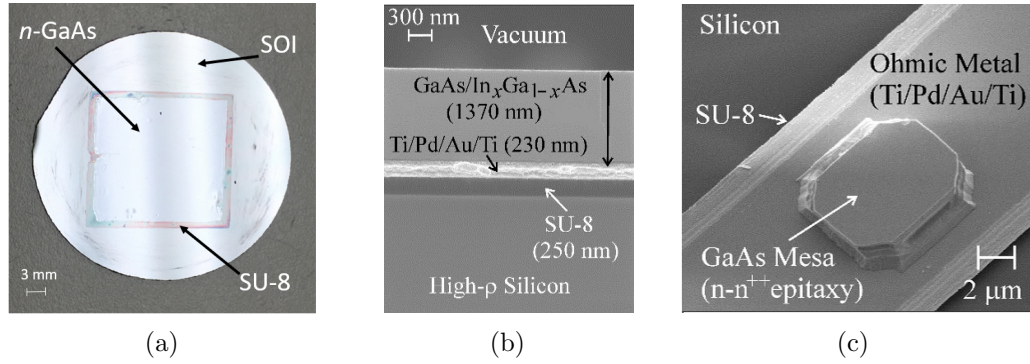 n-GaAs
SOI
SU-8
3 mm
(a)
300 nm
Vacuum
GaAs/InₓGa₁₋ₓAs
(1370 nm)
Ti/Pd/Au/Ti (230 nm)
SU-8
(250 nm)
High-ρ Silicon
(b)
Silicon
Ohmic Metal
(Ti/Pd/Au/Ti)
SU-8
GaAs Mesa
(n-n⁺⁺epitaxy)
2 μm
(c)